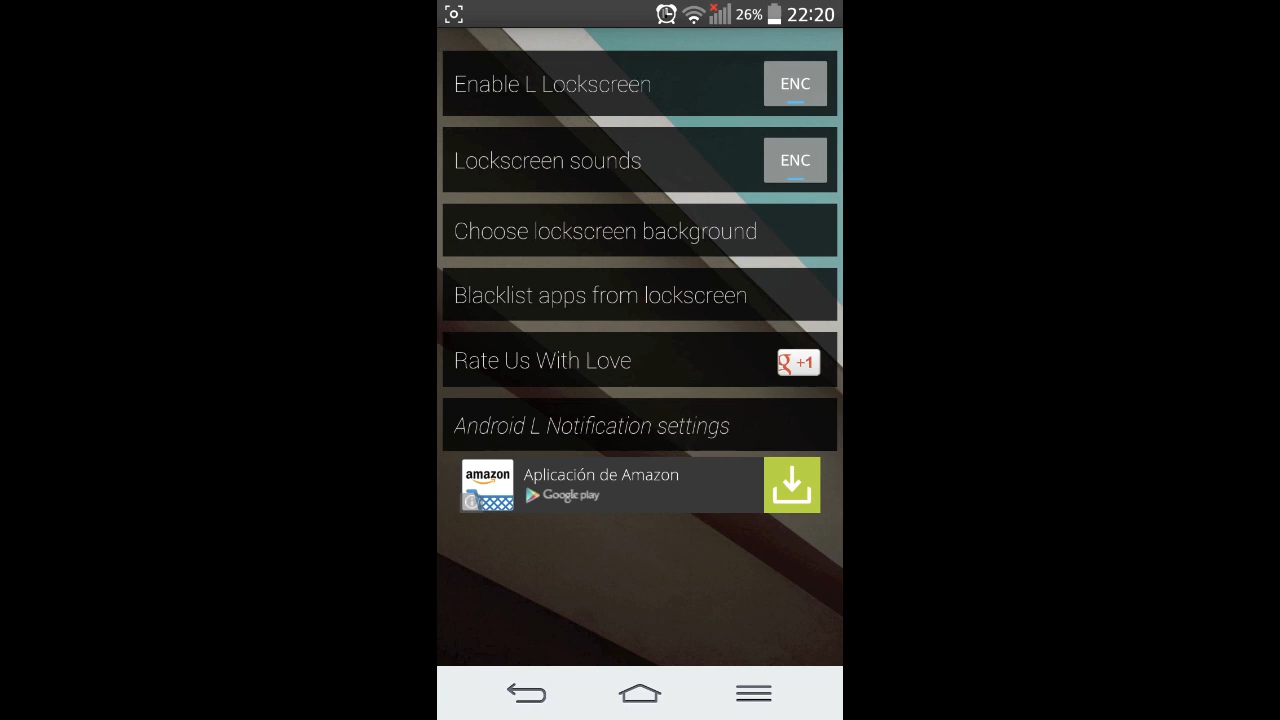 26% 22:20
Enable L Lockscreen ENC
Lockscreen sounds ENC
Choose lockscreen background
Blacklist apps from lockscreen
Rate Us With Love g +1
Android L Notification settings
amazon Aplicación de Amazon
Google play